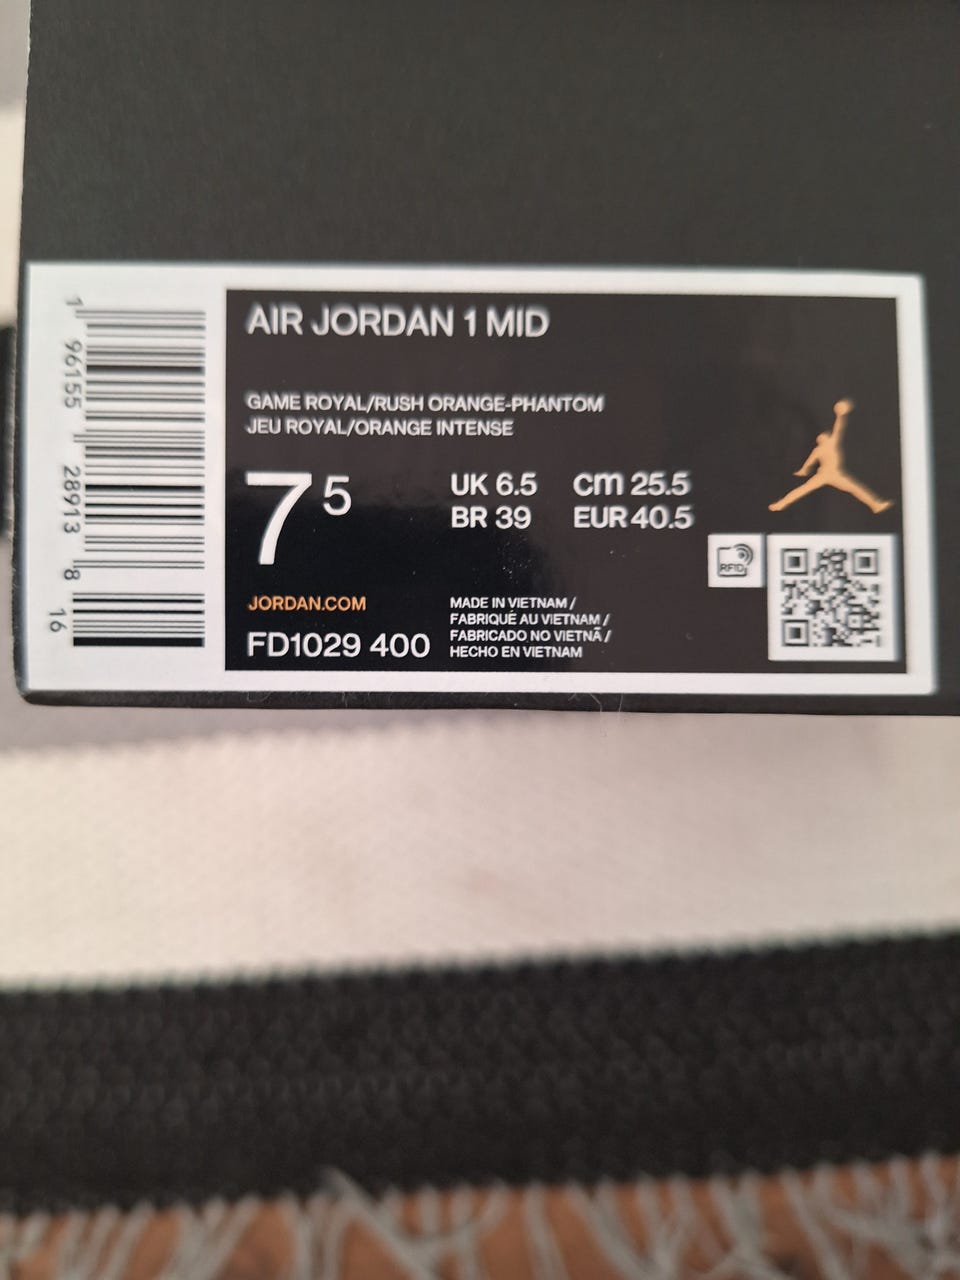 AIR JORDAN 1 MID
GAME ROYAL/RUSH ORANGE-PHANTOM
JEU ROYAL/ORANGE INTENSE
7 5
UK 6.5 cm 25.5
BR 39 EUR 40.5
RFID
JORDAN.COM
FD1029 400
MADE IN VIETNAM /
FABRIQUÉ AU VIETNAM /
FABRICADO NO VIETNÃ /
HECHO EN VIETNAM
1 96155 28913 8 16